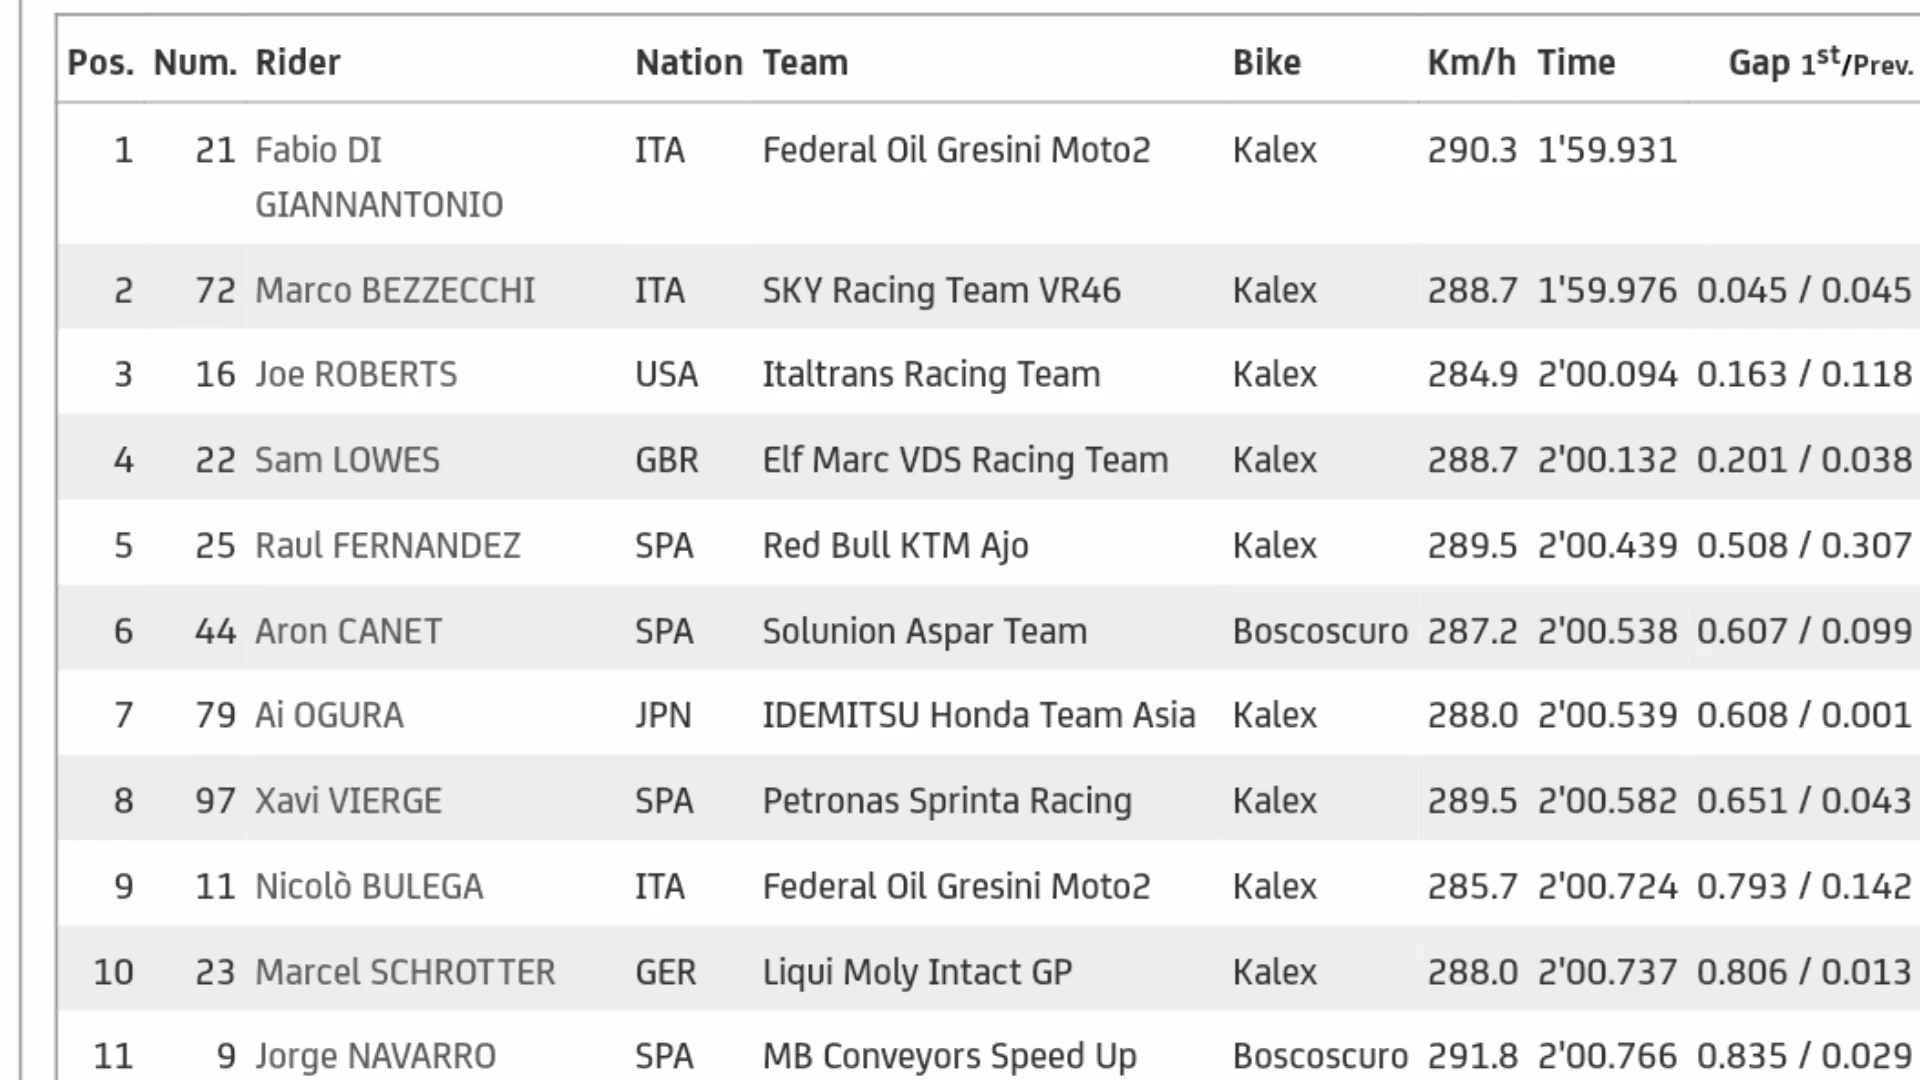 Pos. Num. Rider Nation Team Bike Km/h Time Gap 1st/Prev.
1 21 Fabio DI GIANNANTONIO ITA Federal Oil Gresini Moto2 Kalex 290.3 1'59.931
2 72 Marco BEZZECCHI ITA SKY Racing Team VR46 Kalex 288.7 1'59.976 0.045 / 0.045
3 16 Joe ROBERTS USA Italtrans Racing Team Kalex 284.9 2'00.094 0.163 / 0.118
4 22 Sam LOWES GBR Elf Marc VDS Racing Team Kalex 288.7 2'00.132 0.201 / 0.038
5 25 Raul FERNANDEZ SPA Red Bull KTM Ajo Kalex 289.5 2'00.439 0.508 / 0.307
6 44 Aron CANET SPA Solunion Aspar Team Boscoscuro 287.2 2'00.538 0.607 / 0.099
7 79 Ai OGURA JPN IDEMITSU Honda Team Asia Kalex 288.0 2'00.539 0.608 / 0.001
8 97 Xavi VIERGE SPA Petronas Sprinta Racing Kalex 289.5 2'00.582 0.651 / 0.043
9 11 Nicolò BULEGA ITA Federal Oil Gresini Moto2 Kalex 285.7 2'00.724 0.793 / 0.142
10 23 Marcel SCHROTTER GER Liqui Moly Intact GP Kalex 288.0 2'00.737 0.806 / 0.013
11 9 Jorge NAVARRO SPA MB Conveyors Speed Up Boscoscuro 291.8 2'00.766 0.835 / 0.029